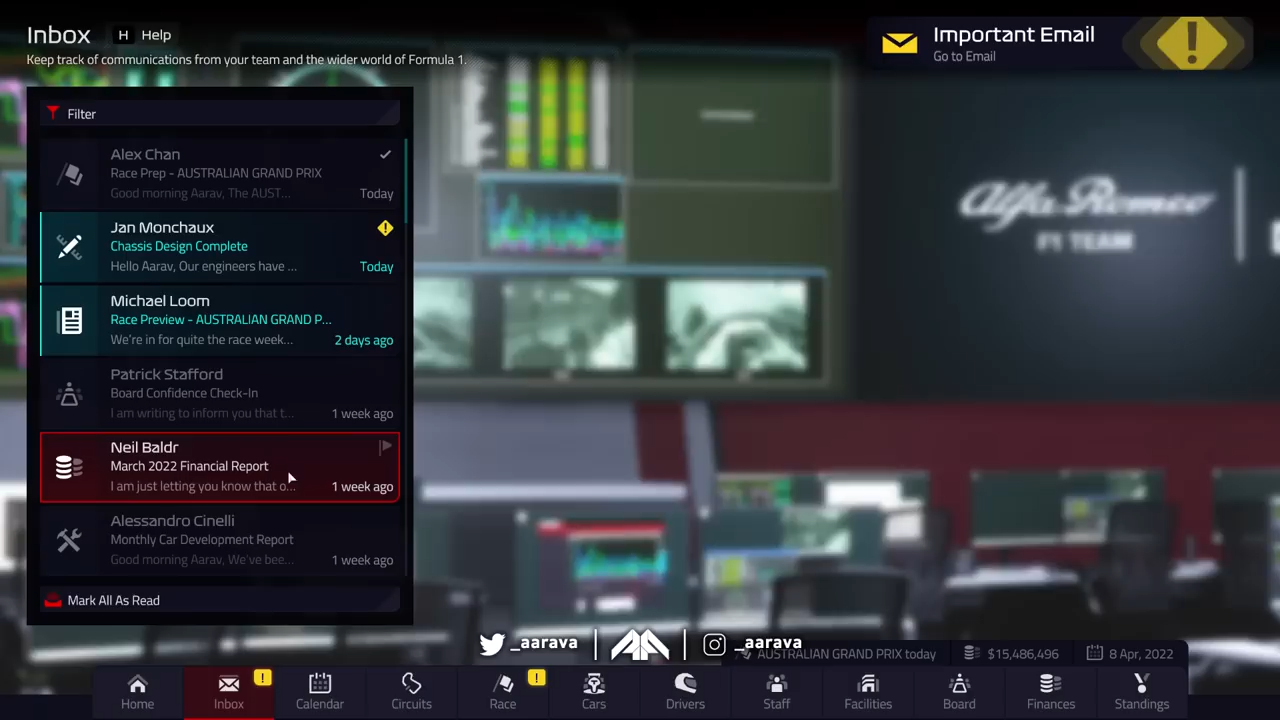 Inbox H Help
Keep track of communications from your team and the wider world of Formula 1.
Important Email
Go to Email
Filter
Alex Chan
Race Prep - AUSTRALIAN GRAND PRIX
Good morning Aarav, The AUST... Today
Jan Monchaux
Chassis Design Complete
Hello Aarav, Our engineers have ... Today
Michael Loom
Race Preview - AUSTRALIAN GRAND P...
We're in for quite the race week... 2 days ago
Patrick Stafford
Board Confidence Check-In
I am writing to inform you that t... 1 week ago
Neil Baldr
March 2022 Financial Report
I am just letting you know that o... 1 week ago
Alessandro Cinelli
Monthly Car Development Report
Good morning Aarav, We've bee... 1 week ago
Mark All As Read
Alfa Romeo
F1 TEAM
_aarava _aarava
AUSTRALIAN GRAND PRIX today $15,486,496 8 Apr, 2022
Home Inbox Calendar Circuits Race Cars Drivers Staff Facilities Board Finances Standings